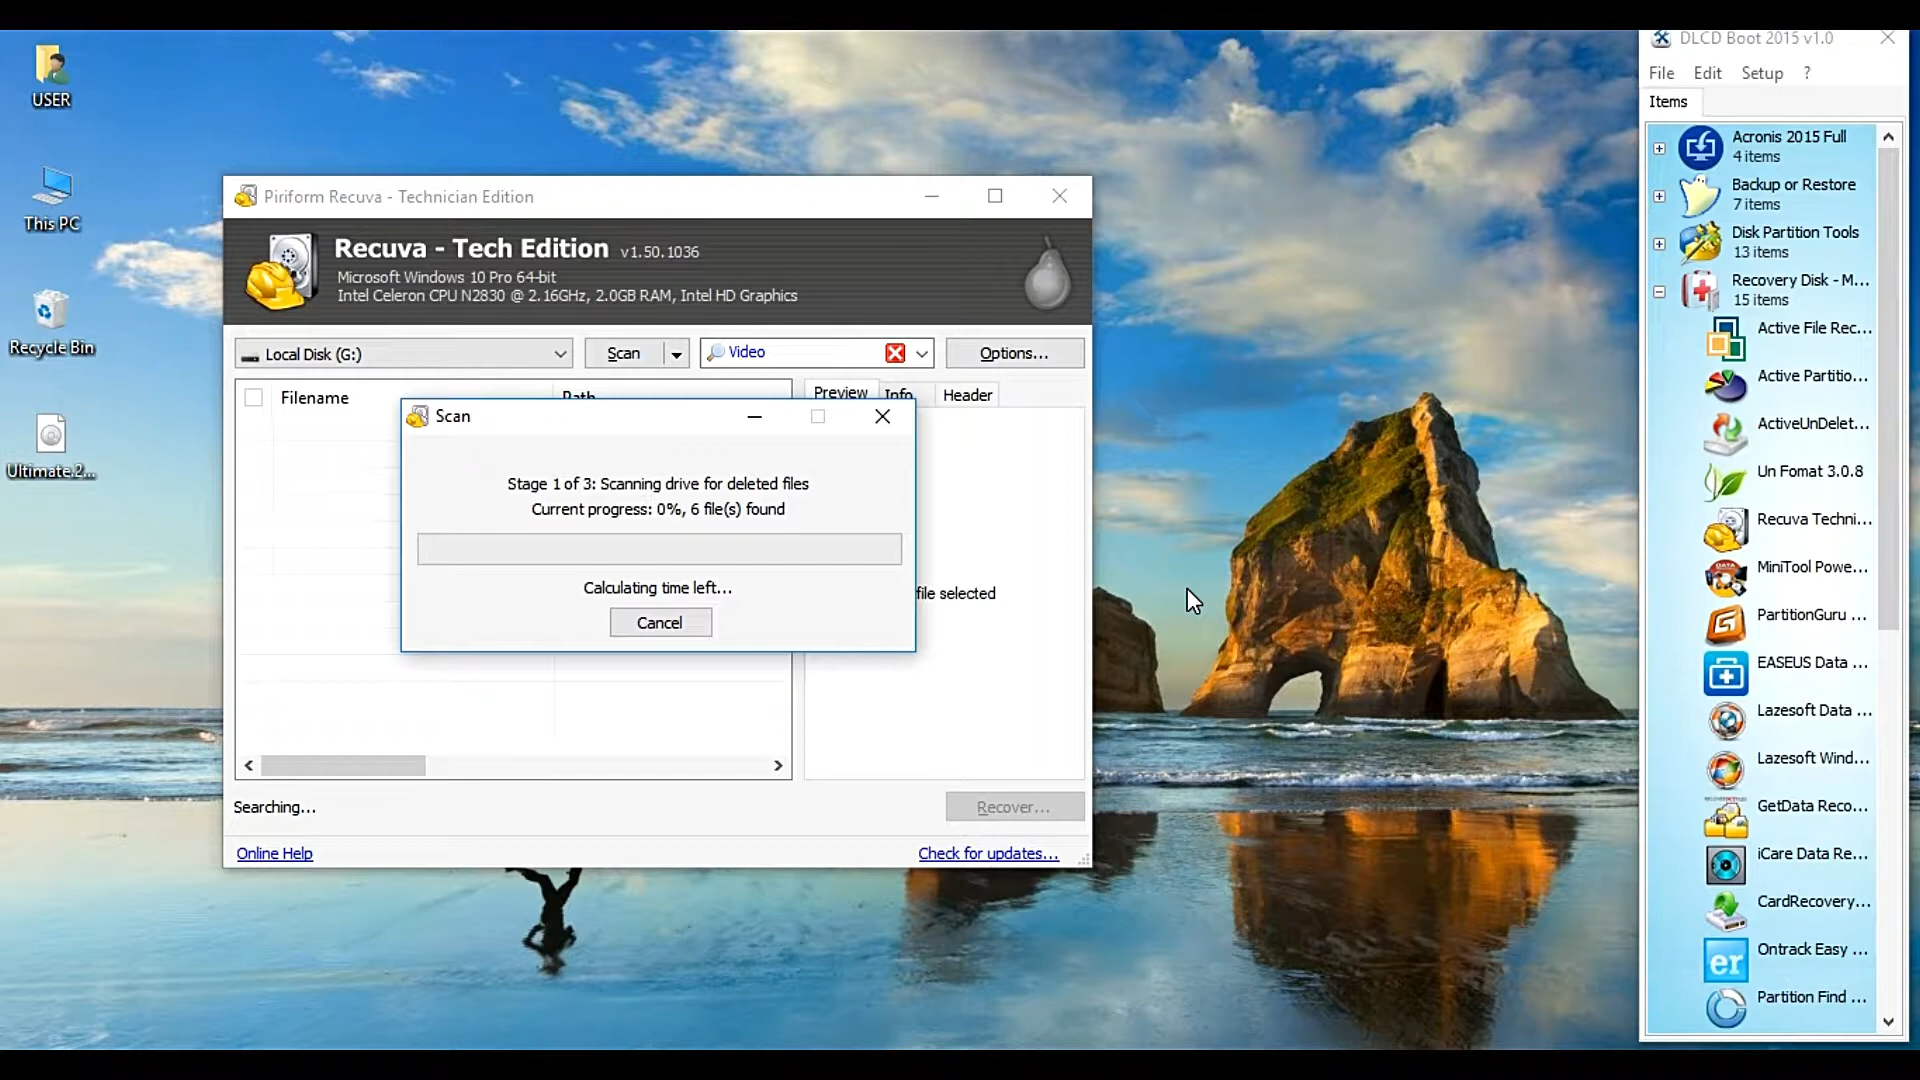 USER
This PC
Recycle Bin
Ultimate.2...
Piriform Recuva - Technician Edition
Recuva - Tech Edition v1.50.1036
Microsoft Windows 10 Pro 64-bit
Intel Celeron CPU N2830 @ 2.16GHz, 2.0GB RAM, Intel HD Graphics
Local Disk (G:)
Scan
Video
Options...
Filename
Path
Preview
Info
Header
Scan
Stage 1 of 3: Scanning drive for deleted files
Current progress: 0%, 6 file(s) found
Calculating time left...
Cancel
file selected
Searching...
Recover...
Online Help
Check for updates...
DLCD Boot 2015 v1.0
File Edit Setup ?
Items
Acronis 2015 Full
4 items
Backup or Restore
7 items
Disk Partition Tools
13 items
Recovery Disk - M...
15 items
Active File Rec...
Active Partitio...
ActiveUnDelet...
Un Fomat 3.0.8
Recuva Techni...
MiniTool Powe...
PartitionGuru ...
EASEUS Data ...
Lazesoft Data ...
Lazesoft Wind...
GetData Reco...
iCare Data Re...
CardRecovery...
er
Ontrack Easy ...
Partition Find ...